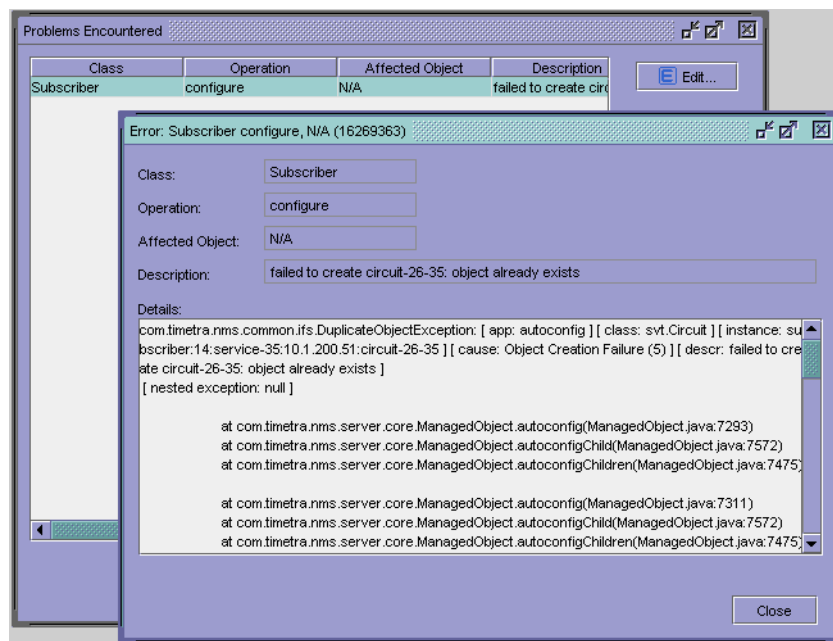 Problems Encountered
Class Operation Affected Object Description
Subscriber configure N/A failed to create circ
Edit...
Error: Subscriber configure, N/A (16269363)
Class: Subscriber
Operation: configure
Affected Object: N/A
Description: failed to create circuit-26-35: object already exists
Details:
com.timetra.nms.common.ifs.DuplicateObjectException: [ app: autoconfig ] [ class: svt.Circuit ] [ instance: su
bscriber:14:service-35:10.1.200.51:circuit-26-35 ] [ cause: Object Creation Failure (5) ] [ descr: failed to cre
ate circuit-26-35: object already exists ]
[ nested exception: null ]
at com.timetra.nms.server.core.ManagedObject.autoconfig(ManagedObject.java:7293)
at com.timetra.nms.server.core.ManagedObject.autoconfigChild(ManagedObject.java:7572)
at com.timetra.nms.server.core.ManagedObject.autoconfigChildren(ManagedObject.java:7475)
at com.timetra.nms.server.core.ManagedObject.autoconfig(ManagedObject.java:7311)
at com.timetra.nms.server.core.ManagedObject.autoconfigChild(ManagedObject.java:7572)
at com.timetra.nms.server.core.ManagedObject.autoconfigChildren(ManagedObject.java:7475)
Close